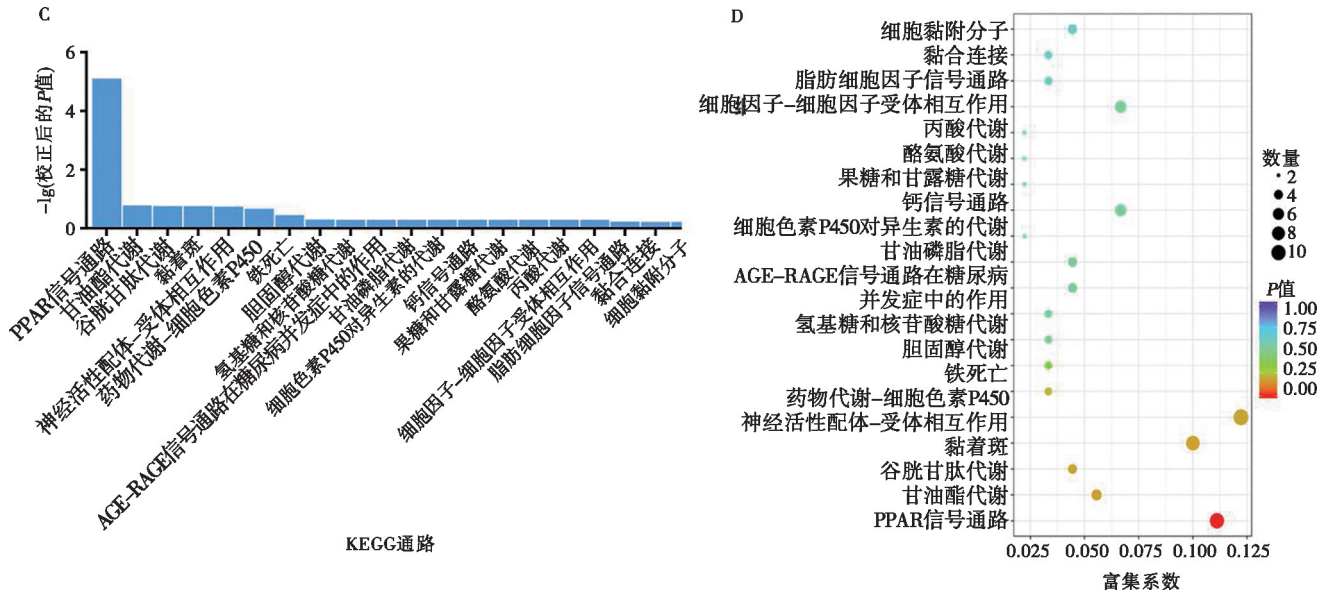 C
6
4
2
0
-lg(校正后的P值)
PPAR信号通路
甘油酯代谢
谷胱甘肽代谢
黏着斑
神经活性配体-受体相互作用
药物代谢-细胞色素P450
铁死亡
胆固醇代谢
氨基糖和核苷酸糖代谢
AGE-RAGE信号通路在糖尿病并发症中的作用
甘油磷脂代谢
细胞色素P450对异生素的代谢
钙信号通路
果糖和甘露糖代谢
酪氨酸代谢
丙酸代谢
细胞因子-细胞因子受体相互作用
脂肪细胞因子信号通路
黏合连接
细胞黏附分子
KEGG通路
D
细胞黏附分子
黏合连接
脂肪细胞因子信号通路
细胞因子-细胞因子受体相互作用
丙酸代谢
酪氨酸代谢
果糖和甘露糖代谢
钙信号通路
细胞色素P450对异生素的代谢
甘油磷脂代谢
AGE-RAGE信号通路在糖尿病
并发症中的作用
氨基糖和核苷酸糖代谢
胆固醇代谢
铁死亡
药物代谢-细胞色素P450
神经活性配体-受体相互作用
黏着斑
谷胱甘肽代谢
甘油酯代谢
PPAR信号通路
0.025 0.050 0.075 0.100 0.125
富集系数
数量
2
4
6
8
10
P值
1.00
0.75
0.50
0.25
0.00